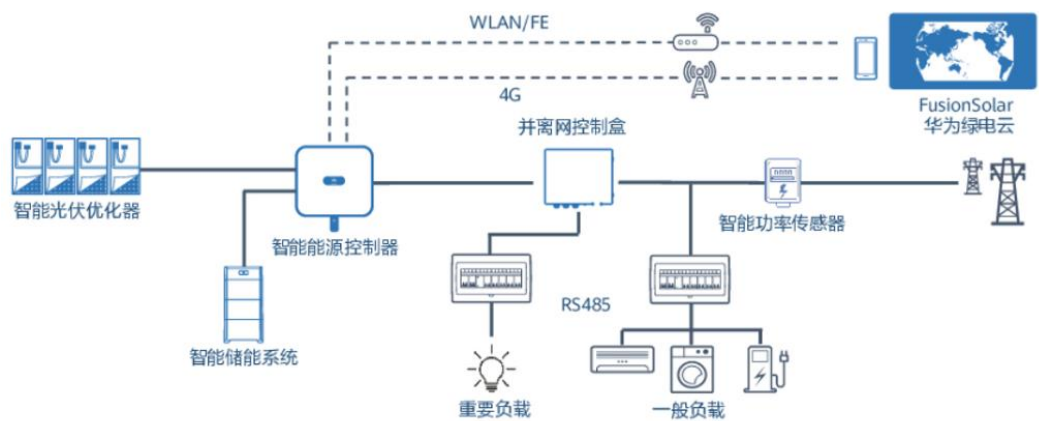 WLAN/FE
4G
FusionSolar
华为绿电云
并离网控制盒
智能光伏优化器
智能能源控制器
智能功率传感器
RS485
智能储能系统
重要负载
一般负载